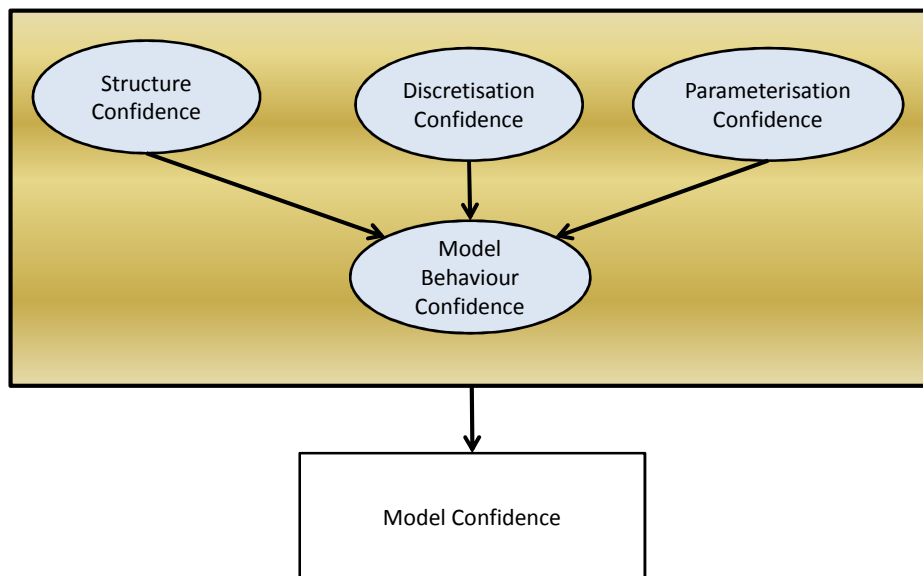 Structure
Confidence
Discretisation
Confidence
Parameterisation
Confidence
Model
Behaviour
Confidence
Model Confidence